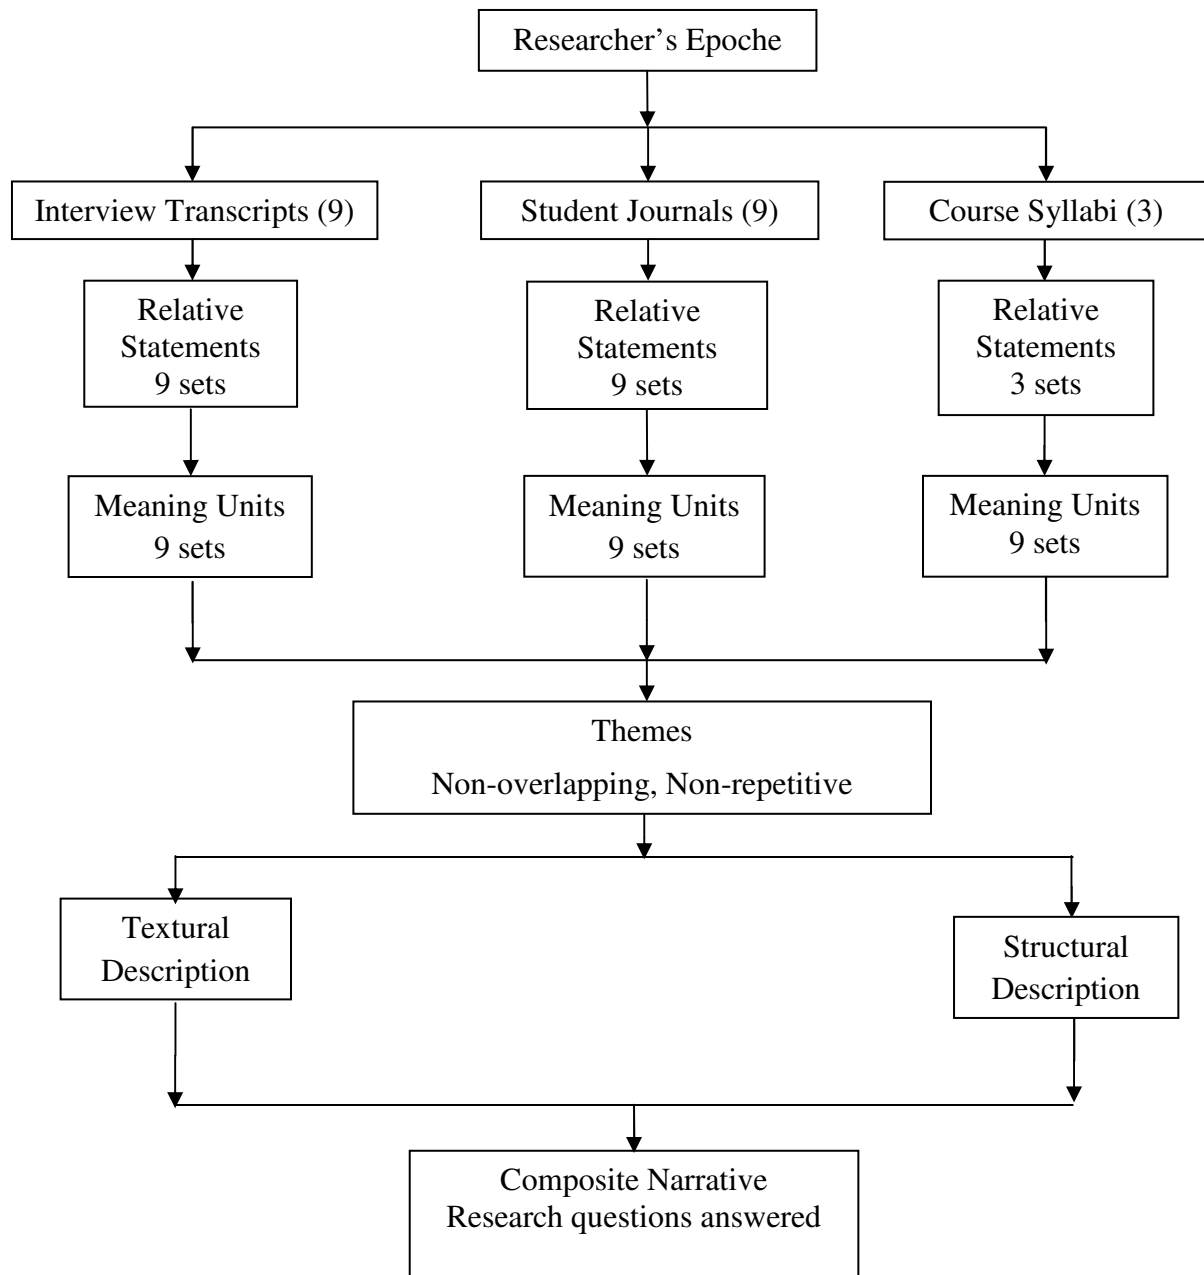 Researcher’s Epoche
Interview Transcripts (9)
Student Journals (9)
Course Syllabi (3)
Relative
Statements
9 sets
Relative
Statements
9 sets
Relative
Statements
3 sets
Meaning Units
9 sets
Meaning Units
9 sets
Meaning Units
9 sets
Themes
Non-overlapping, Non-repetitive
Textural
Description
Structural
Description
Composite Narrative
Research questions answered